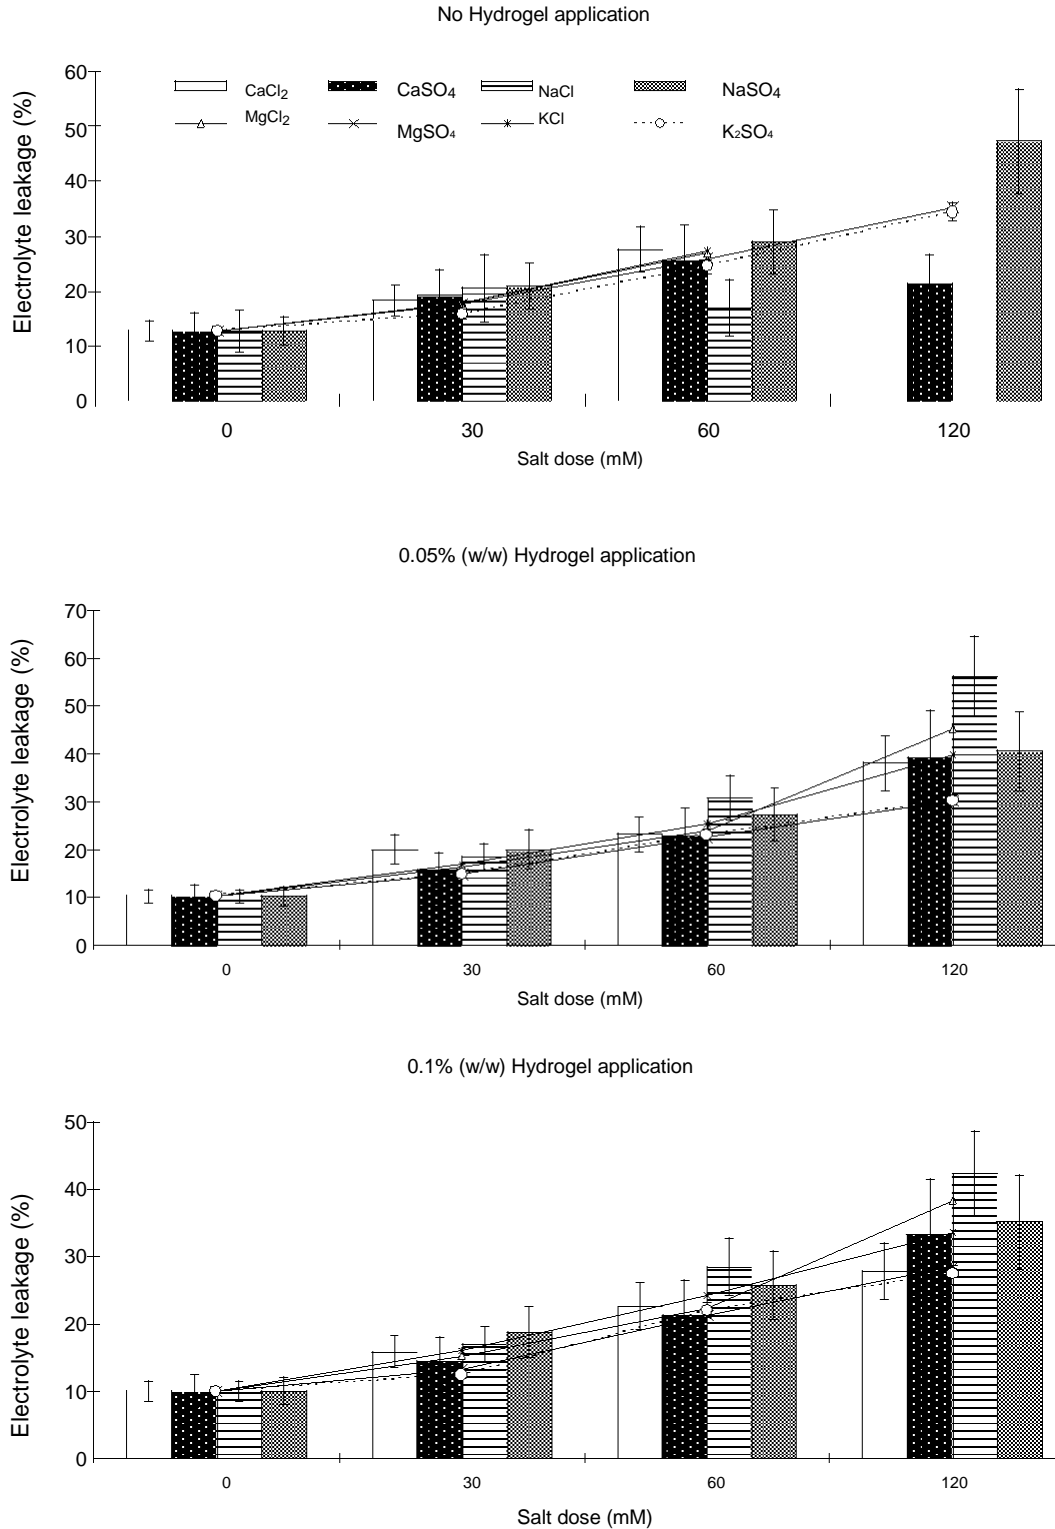 No Hydrogel application
60
50
40
30
20
10
0
Electrolyte leakage (%)
CaCl₂ CaSO₄ NaCl NaSO₄
MgCl₂ MgSO₄ KCl K₂SO₄
0 30 60 120
Salt dose (mM)
0.05% (w/w) Hydrogel application
70
60
50
40
30
20
10
0
Electrolyte leakage (%)
0 30 60 120
Salt dose (mM)
0.1% (w/w) Hydrogel application
50
40
30
20
10
0
Electrolyte leakage (%)
0 30 60 120
Salt dose (mM)